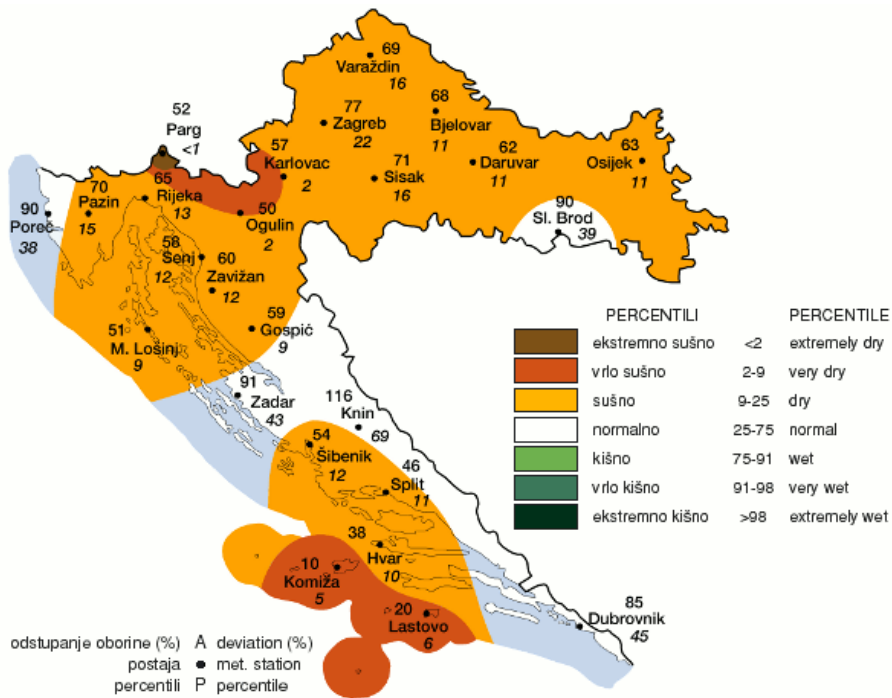 69
Varaždin
16
52
Parg
<1
77
Zagreb
22
68
Bjelovar
11
57
Karlovac
2
71
Sisak
16
62
Daruvar
11
63
Osijek
11
70
Pazin
15
65
Rijeka
13
90
Poreč
38
50
Ogulin
2
90
Sl. Brod
39
58
Senj
12
60
Zavižan
12
51
M. Lošinj
9
59
Gospić
9
91
Zadar
43
116
Knin
69
54
Šibenik
12
46
Split
11
38
Hvar
10
10
Komiža
5
20
Lastovo
6
85
Dubrovnik
45
PERCENTILI PERCENTILE
ekstremno sušno <2 extremely dry
vrlo sušno 2-9 very dry
sušno 9-25 dry
normalno 25-75 normal
kišno 75-91 wet
vrlo kišno 91-98 very wet
ekstremno kišno >98 extremely wet
odstupanje oborine (%) A deviation (%)
postaja ● met. station
percentili P percentile